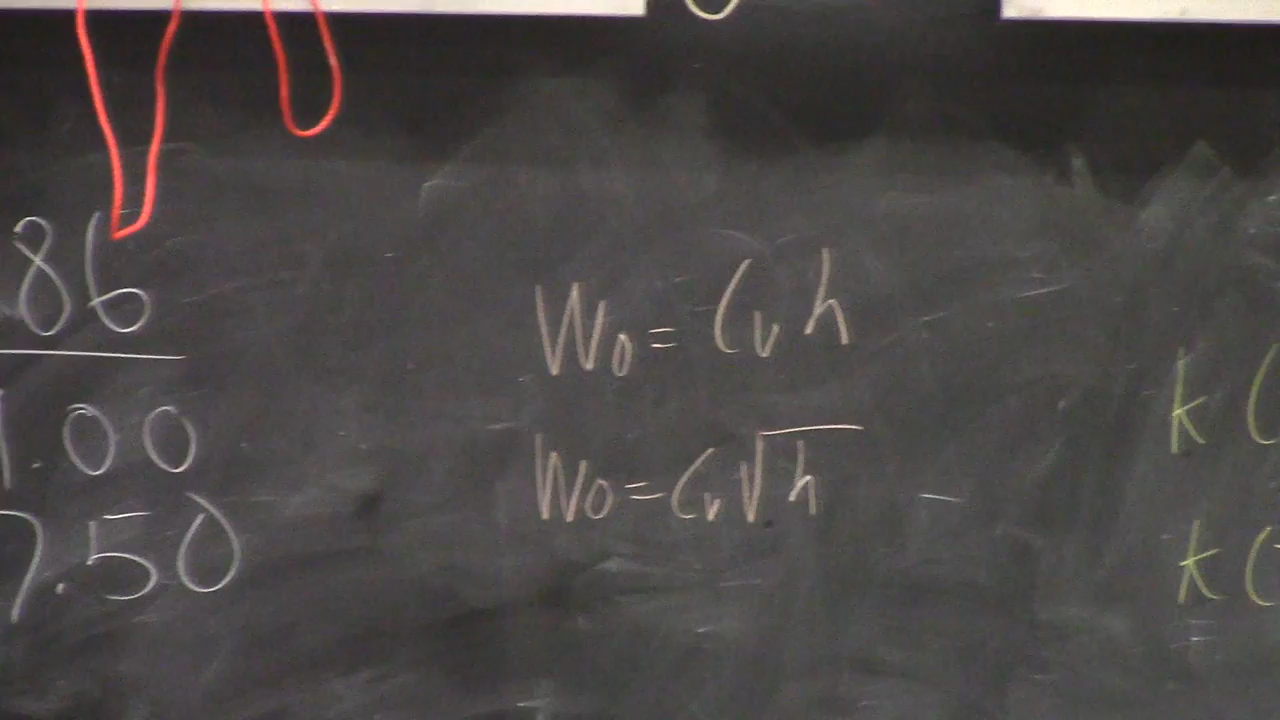 .86
1.00
7.50
W₀ = Cᵥ h
W₀ = Cᵥ √h
k (
k (
=